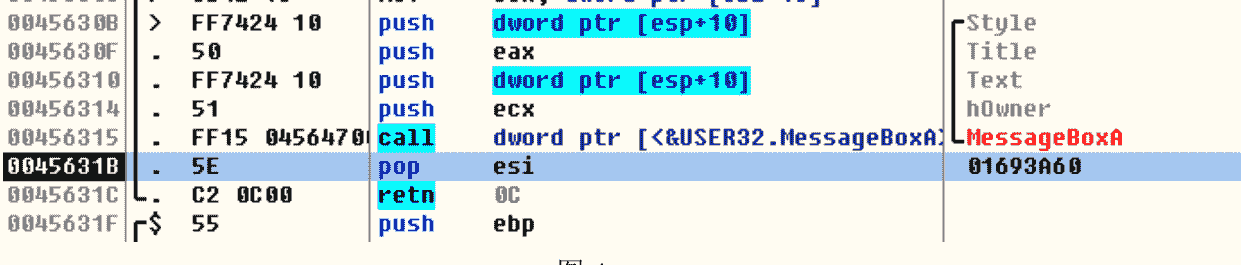 0045630B > FF7424 10 push dword ptr [esp+10] Style
0045630F . 50 push eax Title
00456310 . FF7424 10 push dword ptr [esp+10] Text
00456314 . 51 push ecx hOwner
00456315 . FF15 04564700 call dword ptr [<&USER32.MessageBoxA> MessageBoxA
0045631B . 5E pop esi 01693A60
0045631C . C2 0C00 retn 0C
0045631F $ 55 push ebp